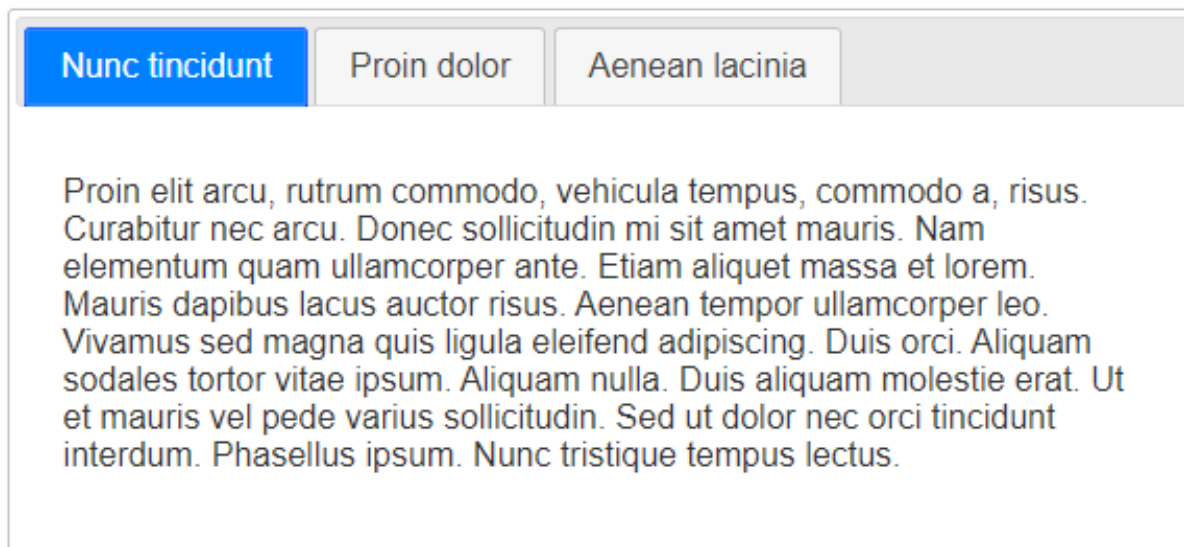 Nunc tincidunt Proin dolor Aenean lacinia
Proin elit arcu, rutrum commodo, vehicula tempus, commodo a, risus.
Curabitur nec arcu. Donec sollicitudin mi sit amet mauris. Nam
elementum quam ullamcorper ante. Etiam aliquet massa et lorem.
Mauris dapibus lacus auctor risus. Aenean tempor ullamcorper leo.
Vivamus sed magna quis ligula eleifend adipiscing. Duis orci. Aliquam
sodales tortor vitae ipsum. Aliquam nulla. Duis aliquam molestie erat. Ut
et mauris vel pede varius sollicitudin. Sed ut dolor nec orci tincidunt
interdum. Phasellus ipsum. Nunc tristique tempus lectus.